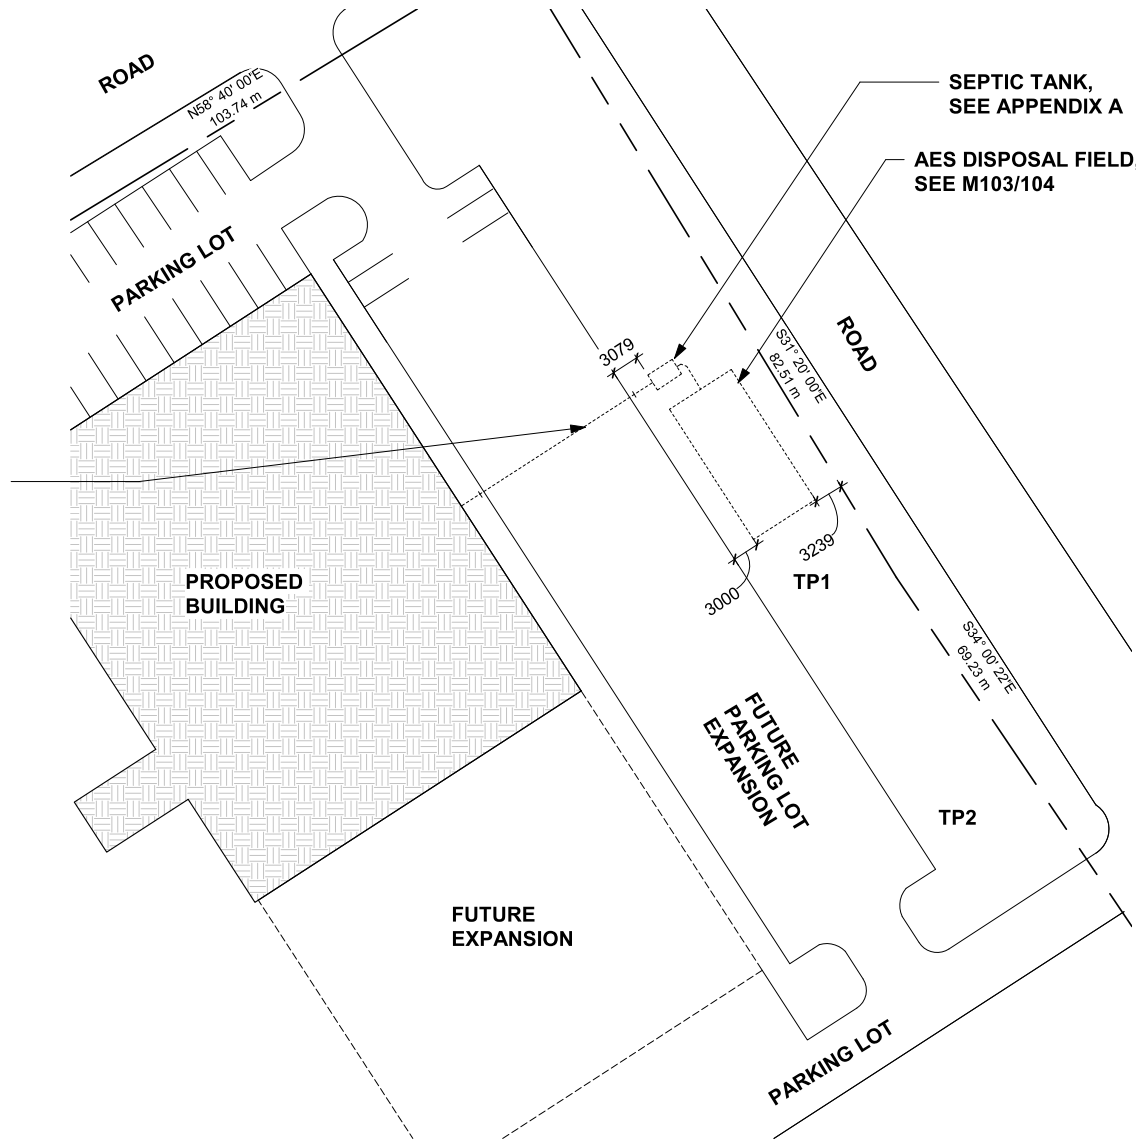 ROAD
N58° 40' 00"E
103.74 m
SEPTIC TANK,
SEE APPENDIX A
AES DISPOSAL FIELD,
SEE M103/104
PARKING LOT
3079
S31° 20' 00"E
82.51 m
ROAD
3239
3000
TP1
PROPOSED
BUILDING
S34° 00' 22"E
69.23 m
FUTURE
PARKING LOT
EXPANSION
TP2
FUTURE
EXPANSION
PARKING LOT